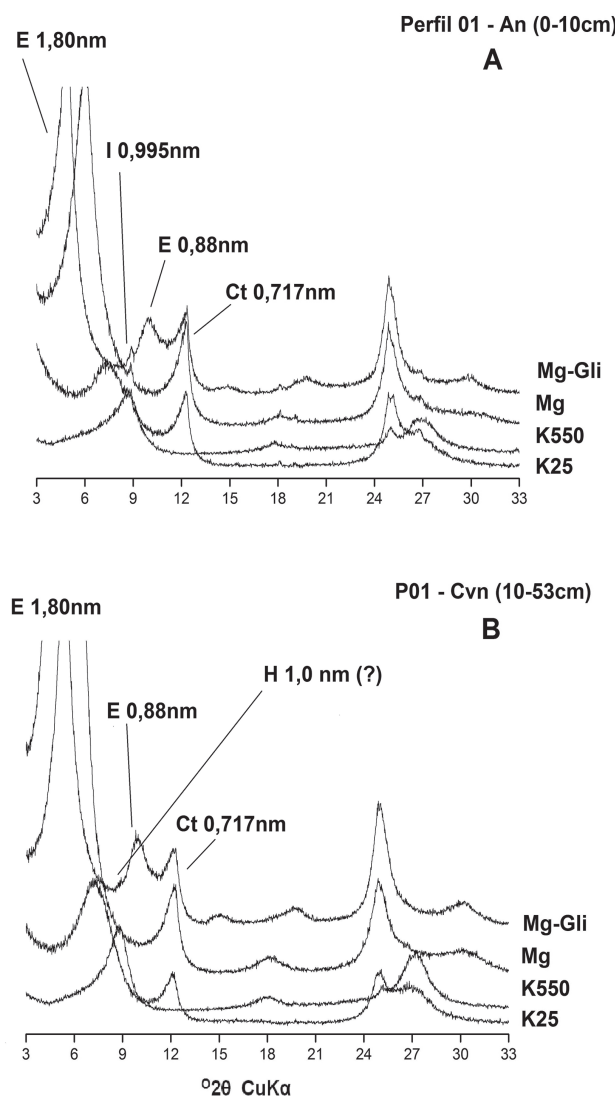 Perfil 01 - An (0-10cm)
A
E 1,80nm
I 0,995nm
E 0,88nm
Ct 0,717nm
Mg-Gli
Mg
K550
K25
3 6 9 12 15 18 21 24 27 30 33
P01 - Cvn (10-53cm)
B
E 1,80nm
H 1,0 nm (?)
E 0,88nm
Ct 0,717nm
Mg-Gli
Mg
K550
K25
3 6 9 12 15 18 21 24 27 30 33
º2θ CuKα